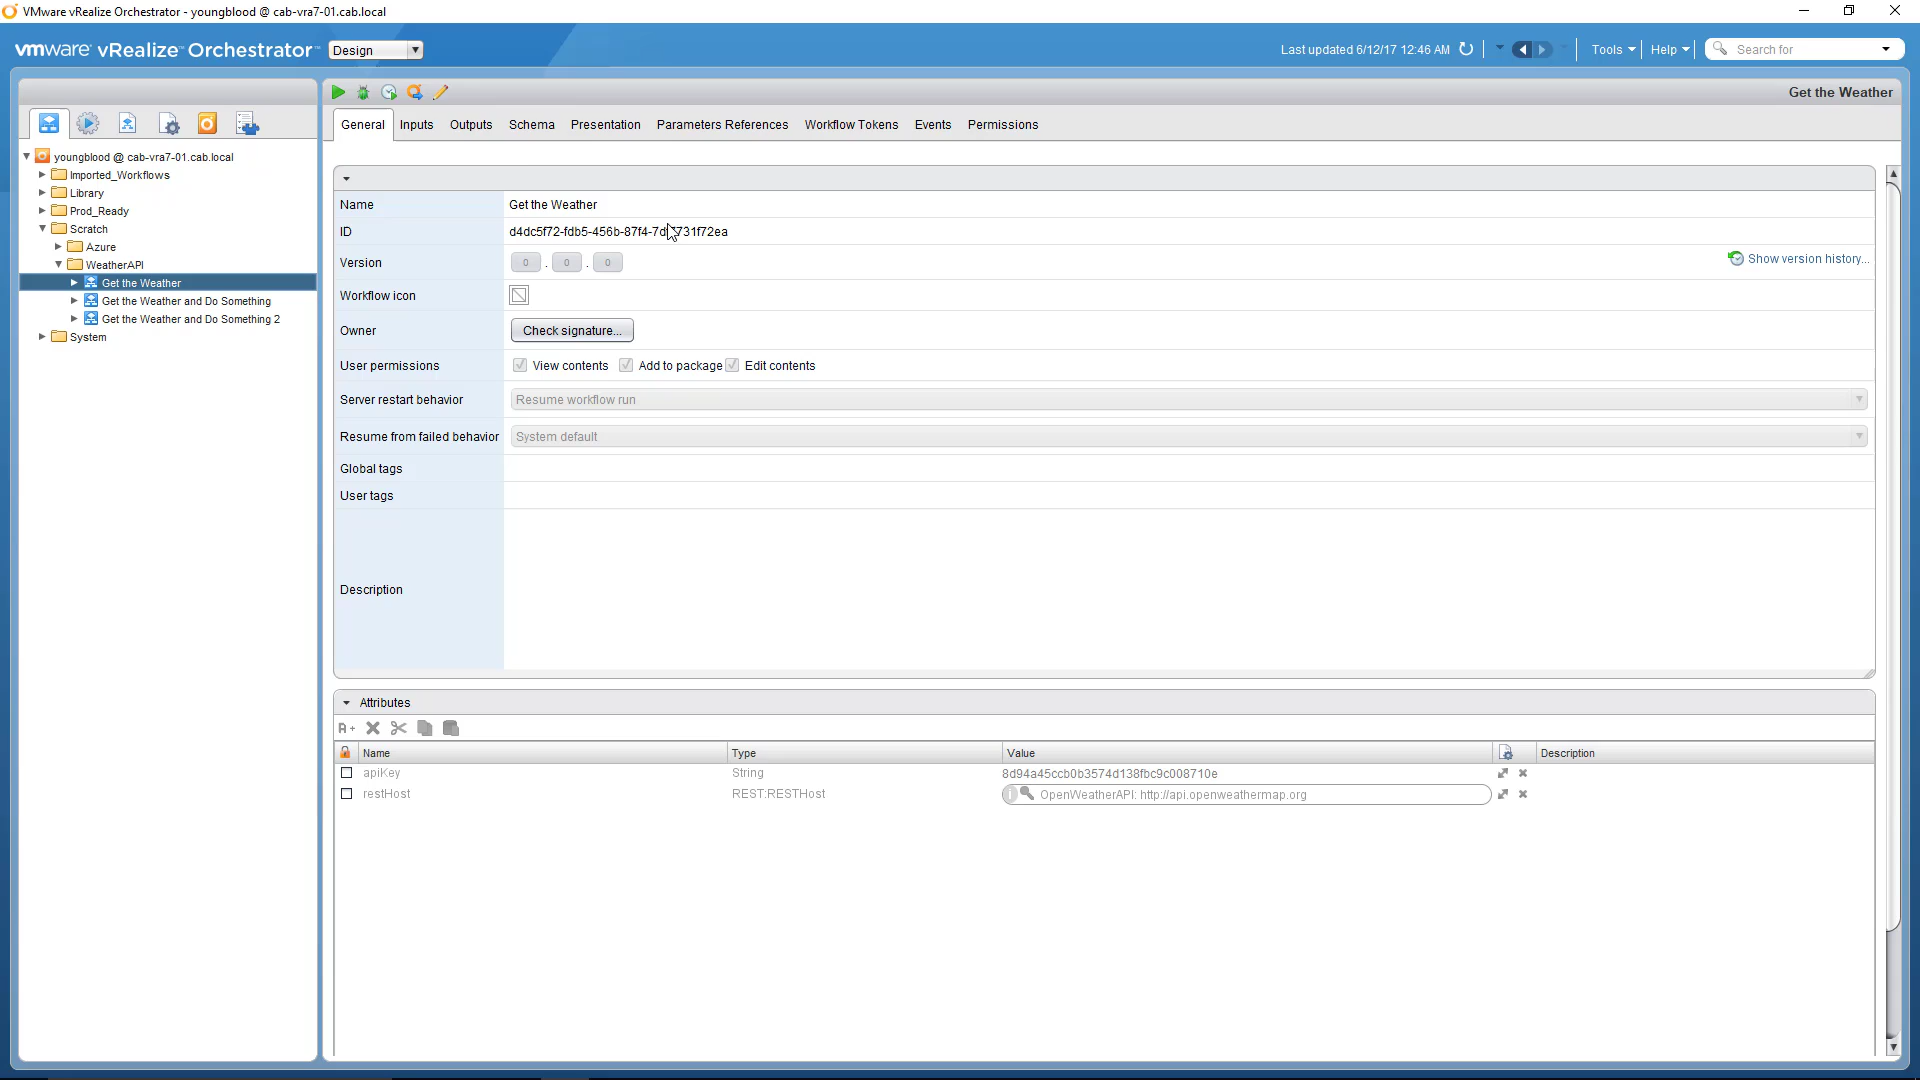 VMware vRealize Orchestrator - youngblood @ cab-vra7-01.cab.local
vmware® vRealize™ Orchestrator™
Design
Last updated 6/12/17 12:46 AM
Tools
Help
Search for
Get the Weather
General
Inputs
Outputs
Schema
Presentation
Parameters References
Workflow Tokens
Events
Permissions
youngblood @ cab-vra7-01.cab.local
Imported_Workflows
Library
Prod_Ready
Scratch
Azure
WeatherAPI
Get the Weather
Get the Weather and Do Something
Get the Weather and Do Something 2
System
Name
Get the Weather
ID
Version
0 . 0 . 0
Show version history...
Workflow icon
Owner
Check signature...
User permissions
View contents
Add to package
Edit contents
Server restart behavior
Resume workflow run
Resume from failed behavior
System default
Global tags
User tags
Description
Attributes
A+
Name
Type
Value
Description
apiKey
String
8d94a45ccb0b3574d138fbc9c008710e
restHost
REST:RESTHost
OpenWeatherAPI: http://api.openweathermap.org